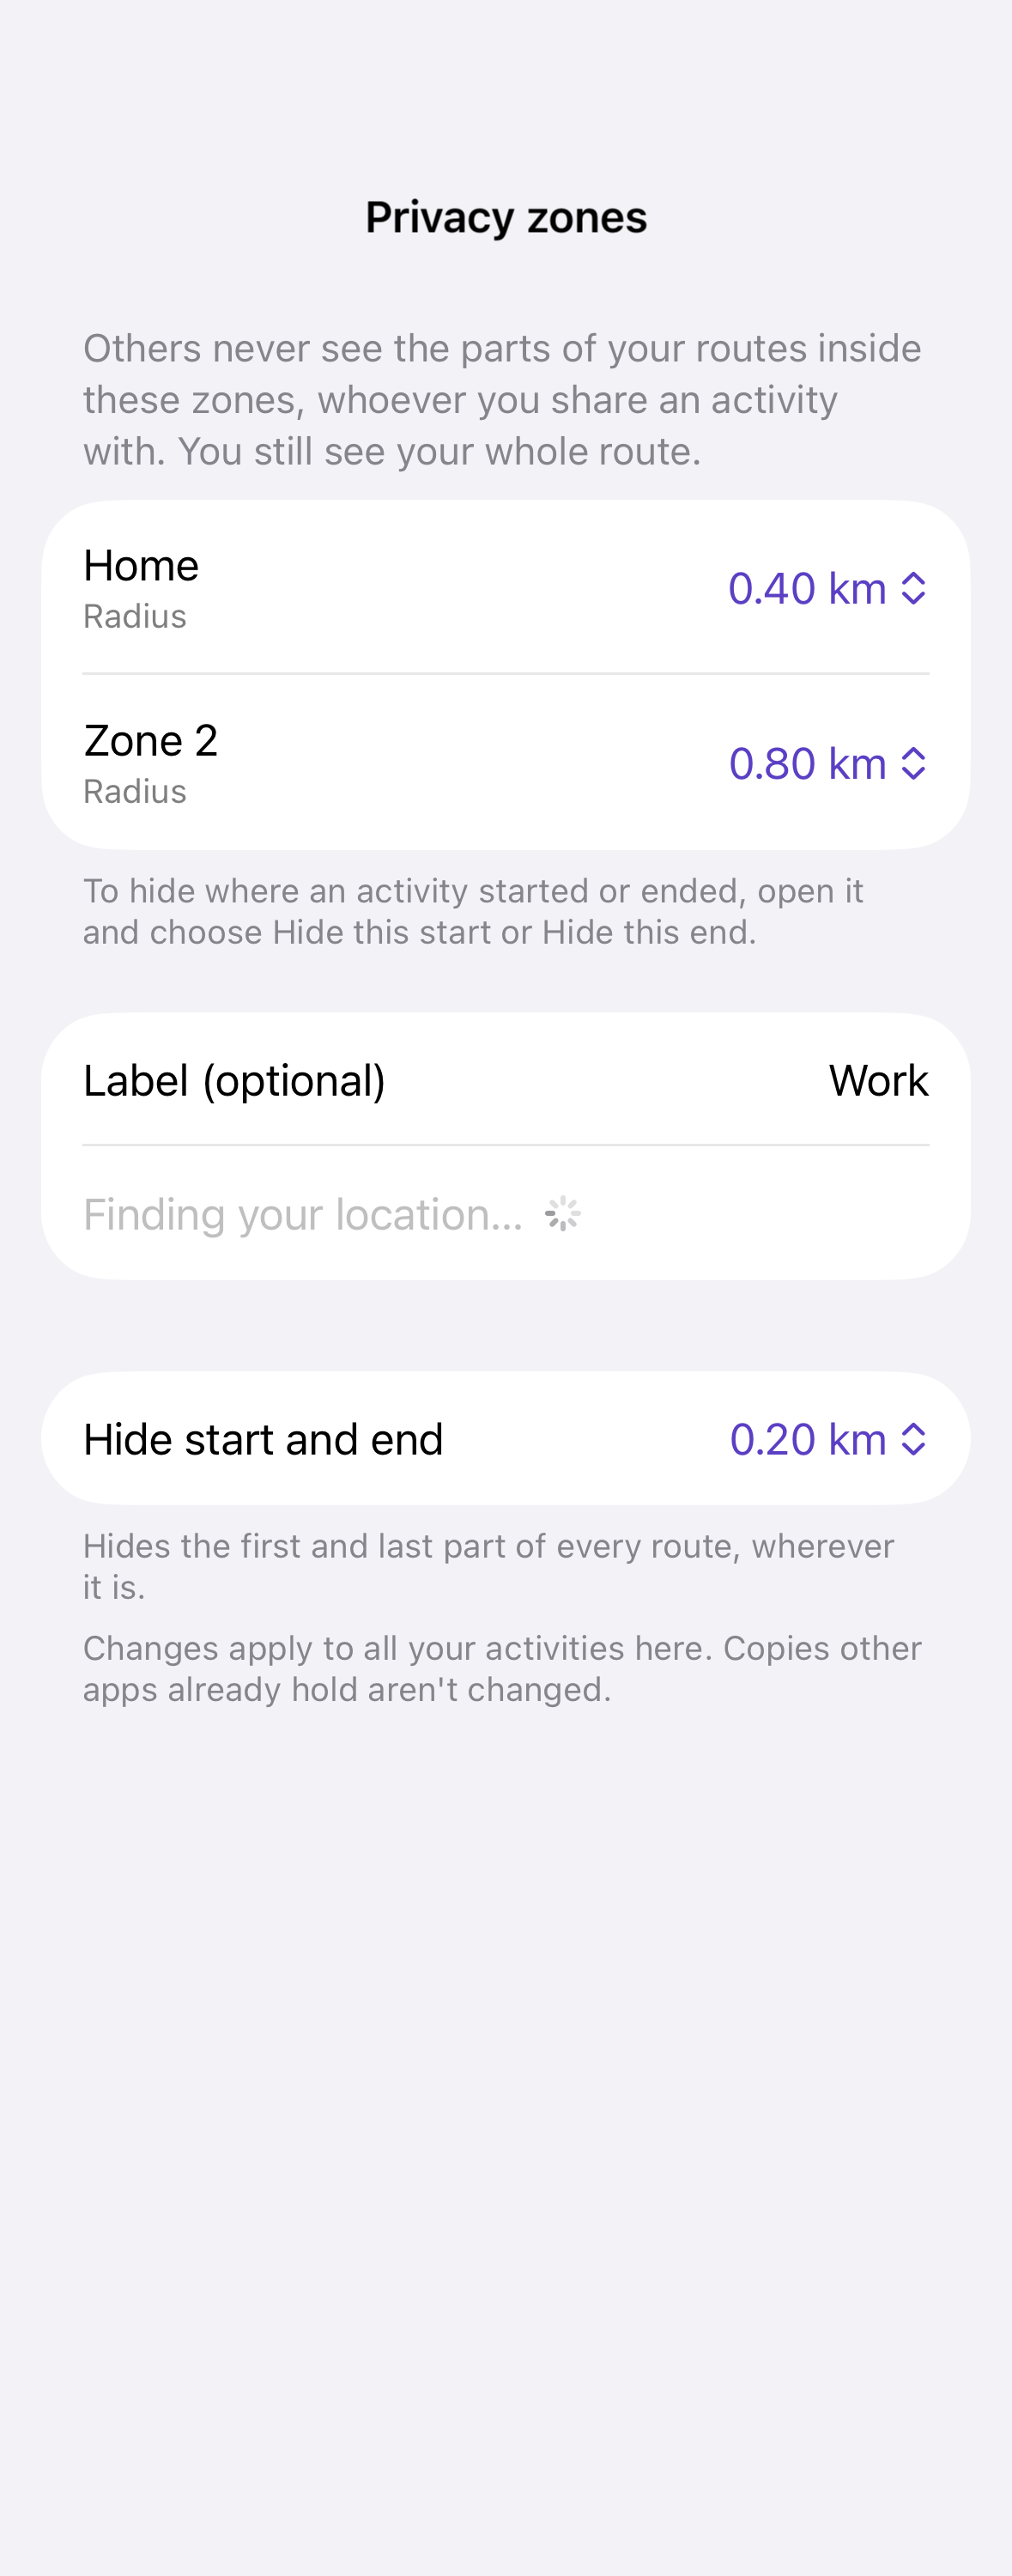 Privacy zones
Others never see the parts of your routes inside
these zones, whoever you share an activity
with. You still see your whole route.
Home
Radius
0.40 km
Zone 2
Radius
0.80 km
To hide where an activity started or ended, open it
and choose Hide this start or Hide this end.
Label (optional)
Work
Finding your location...
Hide start and end
0.20 km
Hides the first and last part of every route, wherever
it is.
Changes apply to all your activities here. Copies other
apps already hold aren't changed.